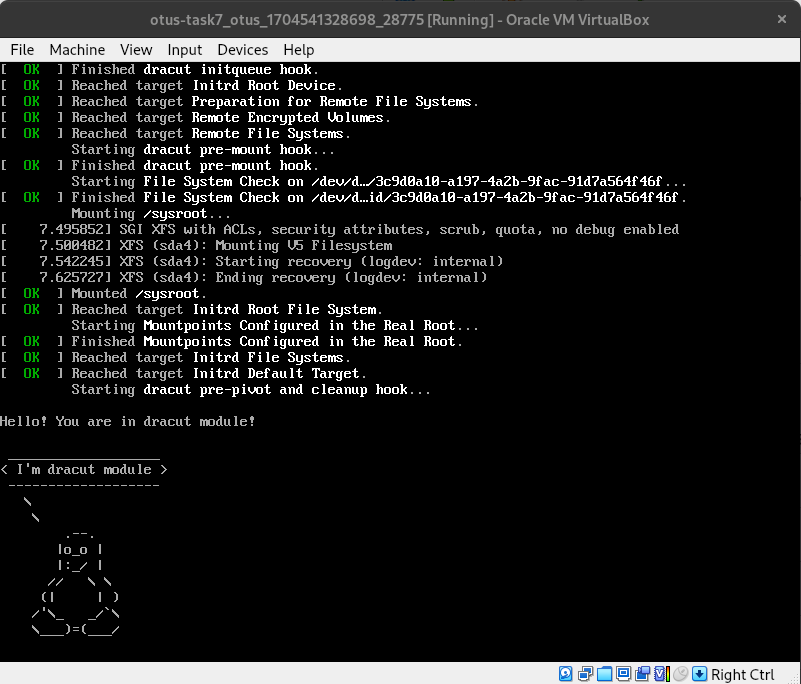 otus-task7_otus_1704541328698_28775 [Running] - Oracle VM VirtualBox
File Machine View Input Devices Help
[  OK  ] Finished dracut initqueue hook.
[  OK  ] Reached target Initrd Root Device.
[  OK  ] Reached target Preparation for Remote File Systems.
[  OK  ] Reached target Remote Encrypted Volumes.
[  OK  ] Reached target Remote File Systems.
         Starting dracut pre-mount hook...
[  OK  ] Finished dracut pre-mount hook.
         Starting File System Check on /dev/d…/3c9d0a10-a197-4a2b-9fac-91d7a564f46f...
[  OK  ] Finished File System Check on /dev/d…id/3c9d0a10-a197-4a2b-9fac-91d7a564f46f.
         Mounting /sysroot...
[    7.495852] SGI XFS with ACLs, security attributes, scrub, quota, no debug enabled
[    7.500482] XFS (sda4): Mounting V5 Filesystem
[    7.542245] XFS (sda4): Starting recovery (logdev: internal)
[    7.625727] XFS (sda4): Ending recovery (logdev: internal)
[  OK  ] Mounted /sysroot.
[  OK  ] Reached target Initrd Root File System.
         Starting Mountpoints Configured in the Real Root...
[  OK  ] Finished Mountpoints Configured in the Real Root.
[  OK  ] Reached target Initrd File Systems.
[  OK  ] Reached target Initrd Default Target.
         Starting dracut pre-pivot and cleanup hook...
Hello! You are in dracut module!
 ___________________
< I'm dracut module >
 -------------------
   \
    \
        .--.
       |o_o |
       |:_/ |
      //   \ \
     (|     | )
    /'\_   _/`\
    \___)=(___/
Right Ctrl